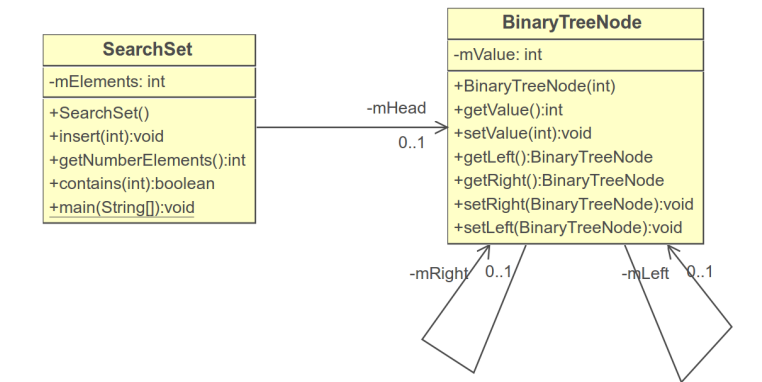 SearchSet
-mElements: int
+SearchSet()
+insert(int):void
+getNumberElements():int
+contains(int):boolean
+main(String[]):void
-mHead
0..1
BinaryTreeNode
-mValue: int
+BinaryTreeNode(int)
+getValue():int
+setValue(int):void
+getLeft():BinaryTreeNode
+getRight():BinaryTreeNode
+setRight(BinaryTreeNode):void
+setLeft(BinaryTreeNode):void
-mRight
0..1
-mLeft
0..1